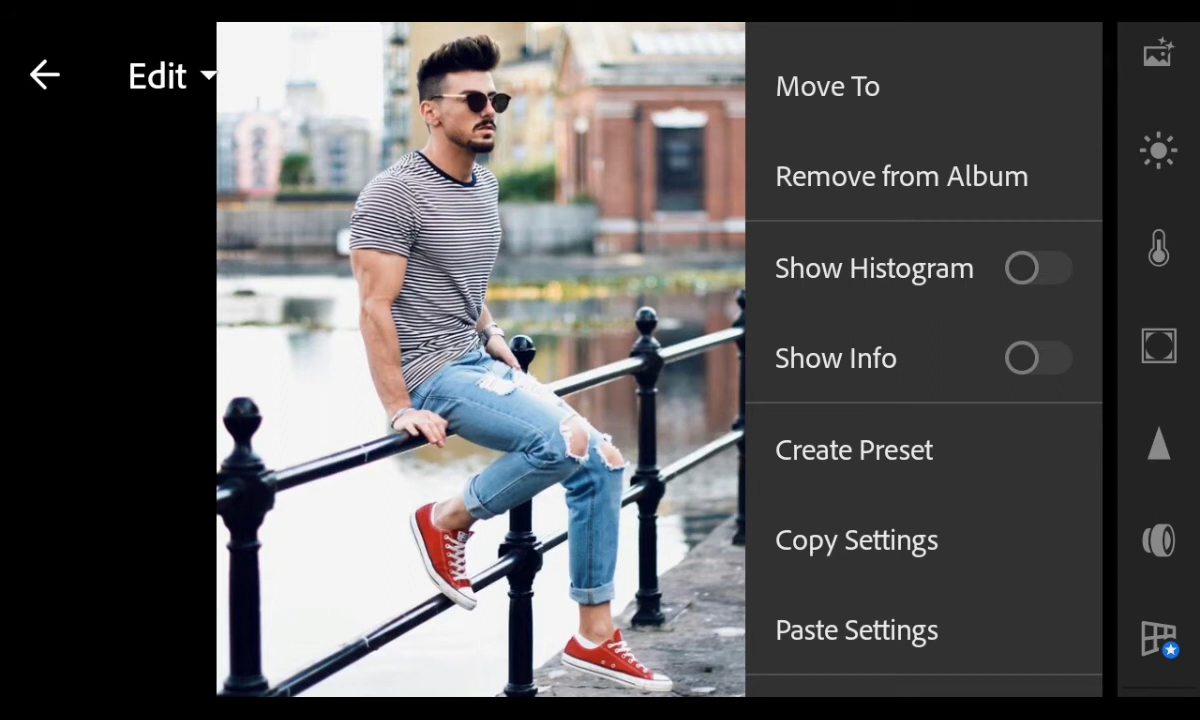 Edit
Move To
Remove from Album
Show Histogram
Show Info
Create Preset
Copy Settings
Paste Settings